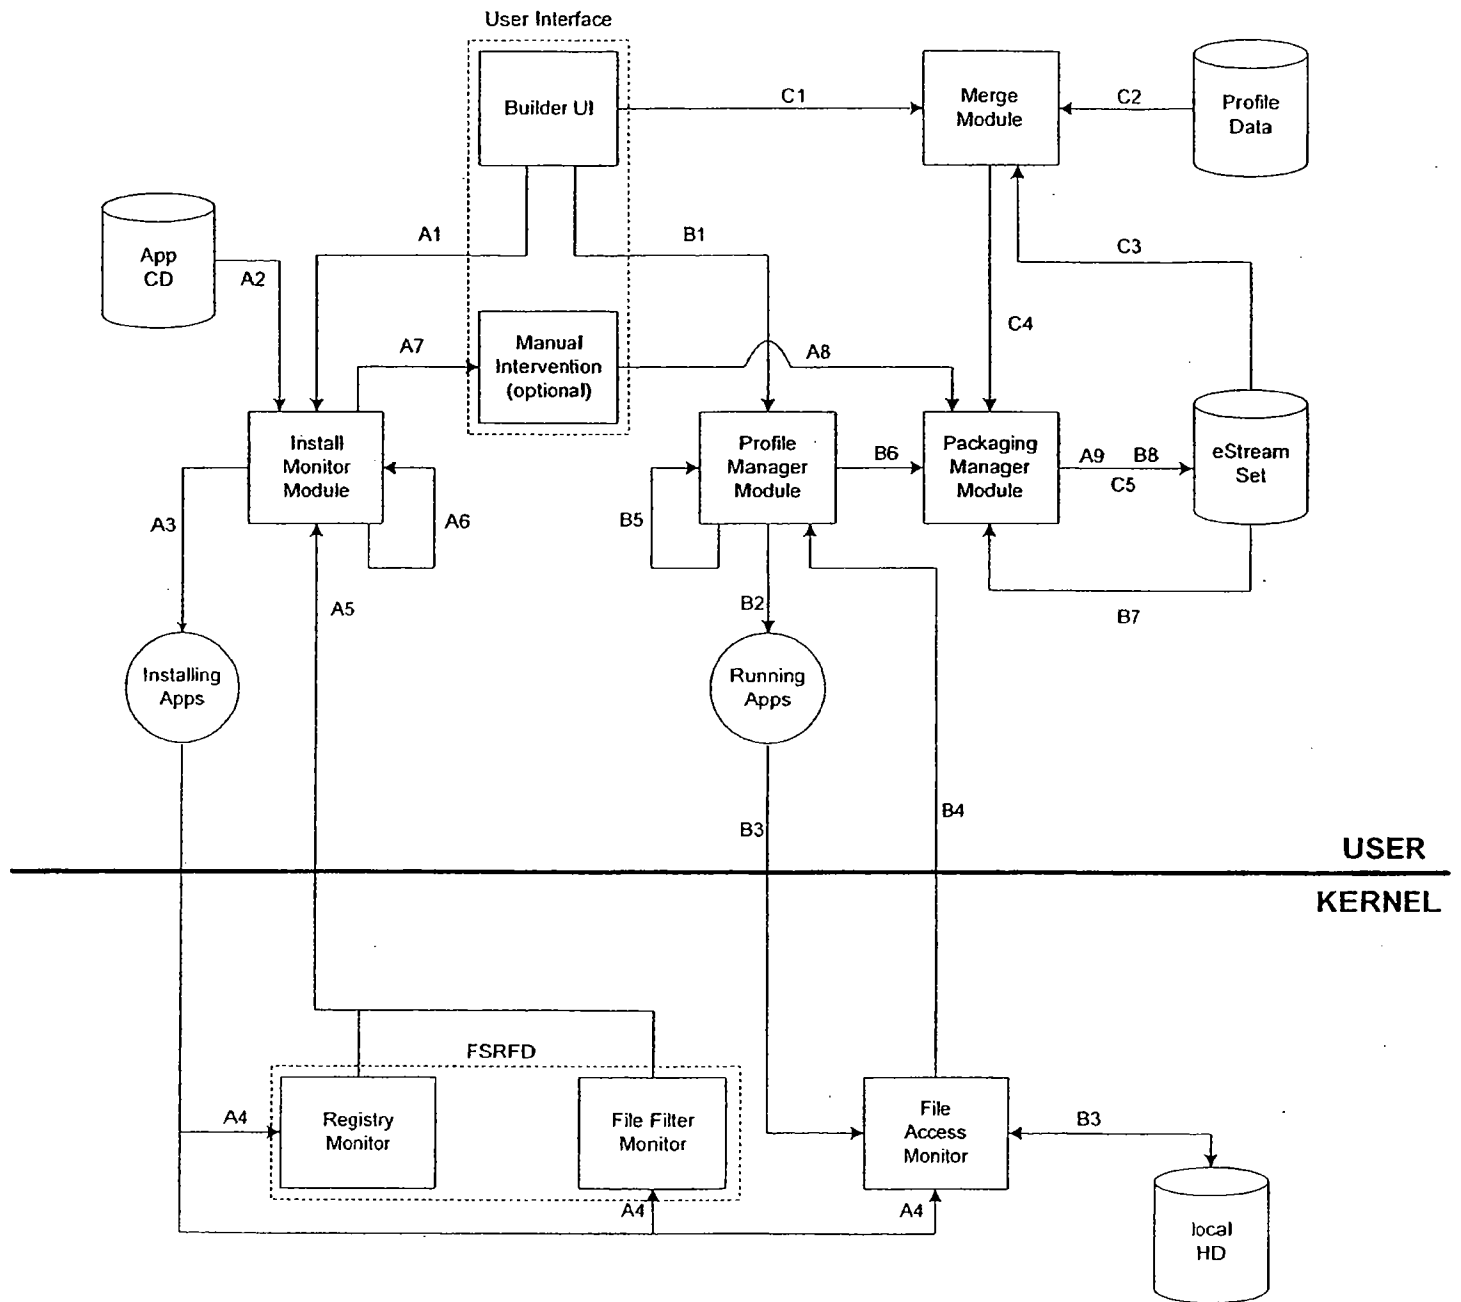 User Interface
Builder UI
C1
Merge
Module
C2
Profile
Data
App
CD
A2
A1
B1
C3
C4
A7
Manual
Intervention
(optional)
A8
Install
Monitor
Module
A3
A6
Profile
Manager
Module
B5
B6
Packaging
Manager
Module
A9 B8
C5
eStream
Set
B7
A5
B2
Installing
Apps
Running
Apps
B3
B4
USER
KERNEL
FSRFD
A4
Registry
Monitor
File Filter
Monitor
File
Access
Monitor
B3
A4
A4
local
HD